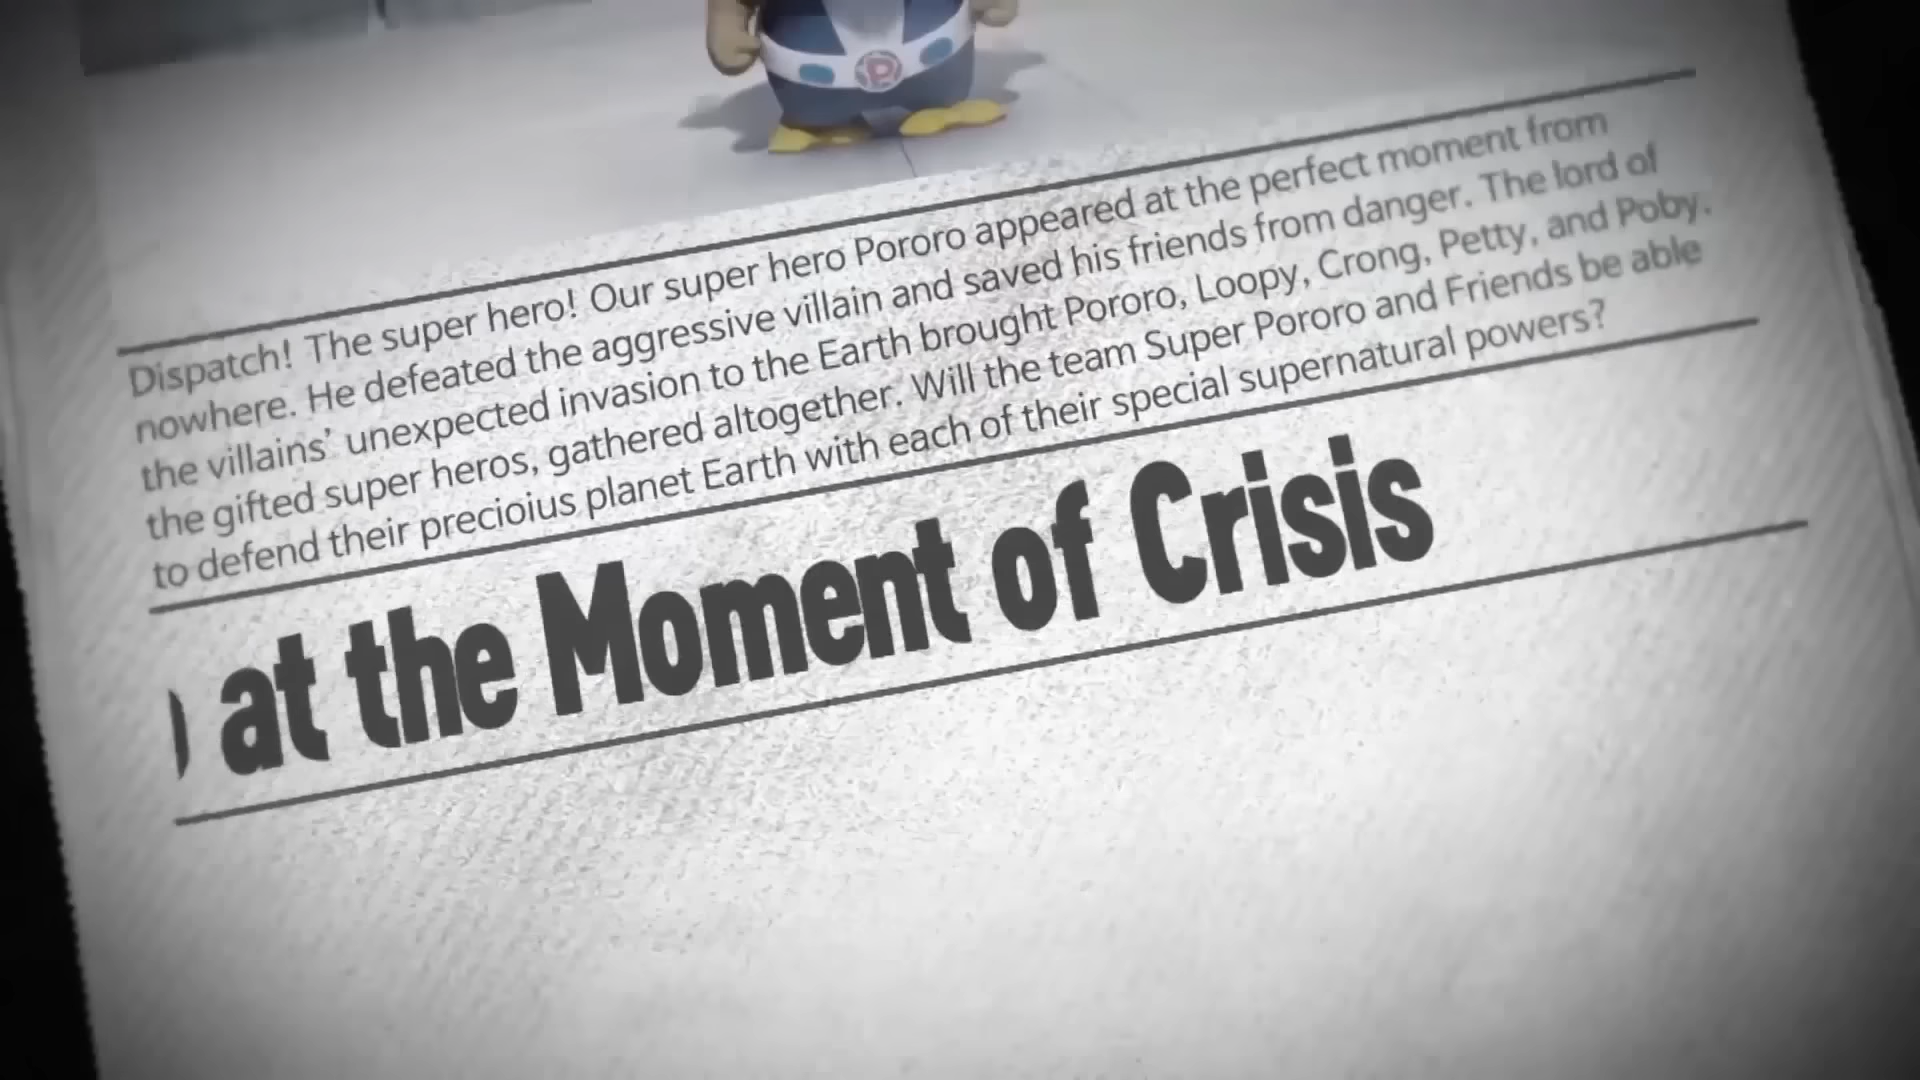 P
Dispatch! The super hero! Our super hero Pororo appeared at the perfect moment from
nowhere. He defeated the aggressive villain and saved his friends from danger. The lord of
the villains' unexpected invasion to the Earth brought Pororo, Loopy, Crong, Petty, and Poby.
the gifted super heros, gathered altogether. Will the team Super Pororo and Friends be able
to defend their precioius planet Earth with each of their special supernatural powers?
at the Moment of Crisis